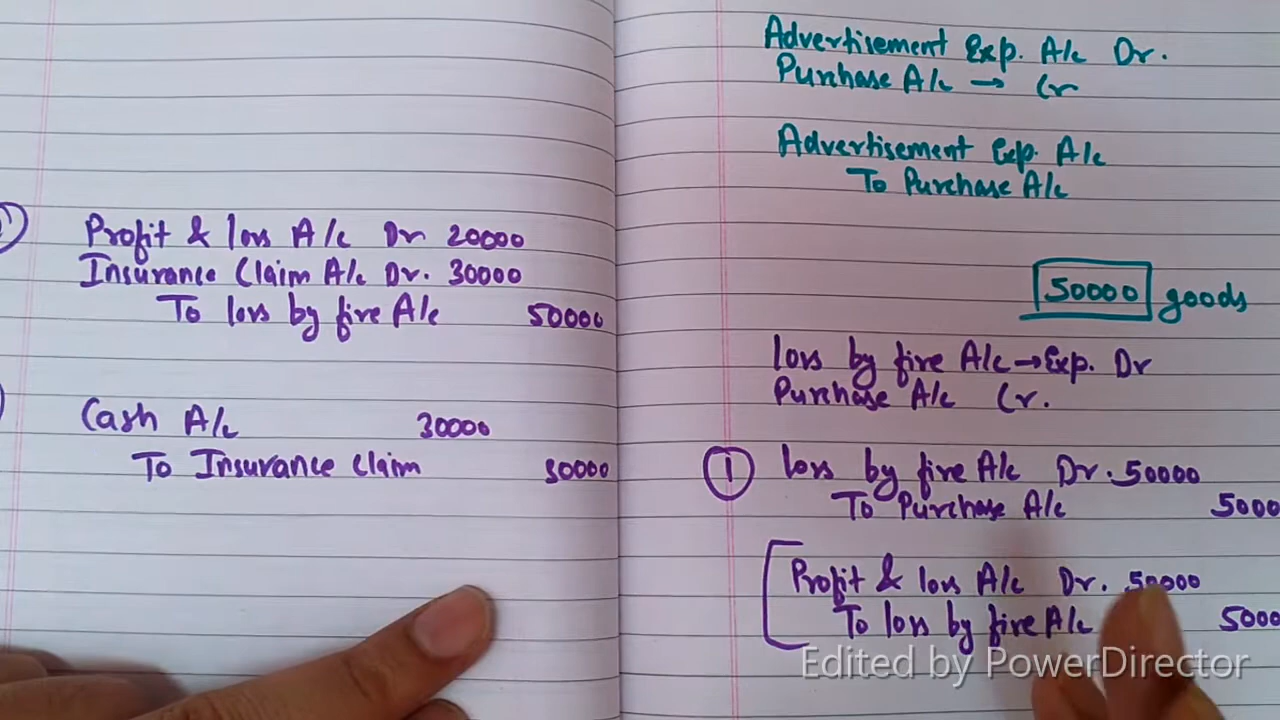 Profit & loss A/c Dr 20000
Insurance Claim A/c Dr. 30000
To loss by fire A/c 50000
Cash A/c 30000
To Insurance Claim 30000
Advertisement Exp. A/c Dr.
Purchase A/c → Cr
Advertisement Exp. A/c
To Purchase A/c
50000 goods
loss by fire A/c → Exp. Dr
Purchase A/c Cr.
1 loss by fire A/c Dr. 50000
To Purchase A/c 5000
Profit & loss A/c Dr. 50000
To loss by fire A/c 5000
Edited by PowerDirector